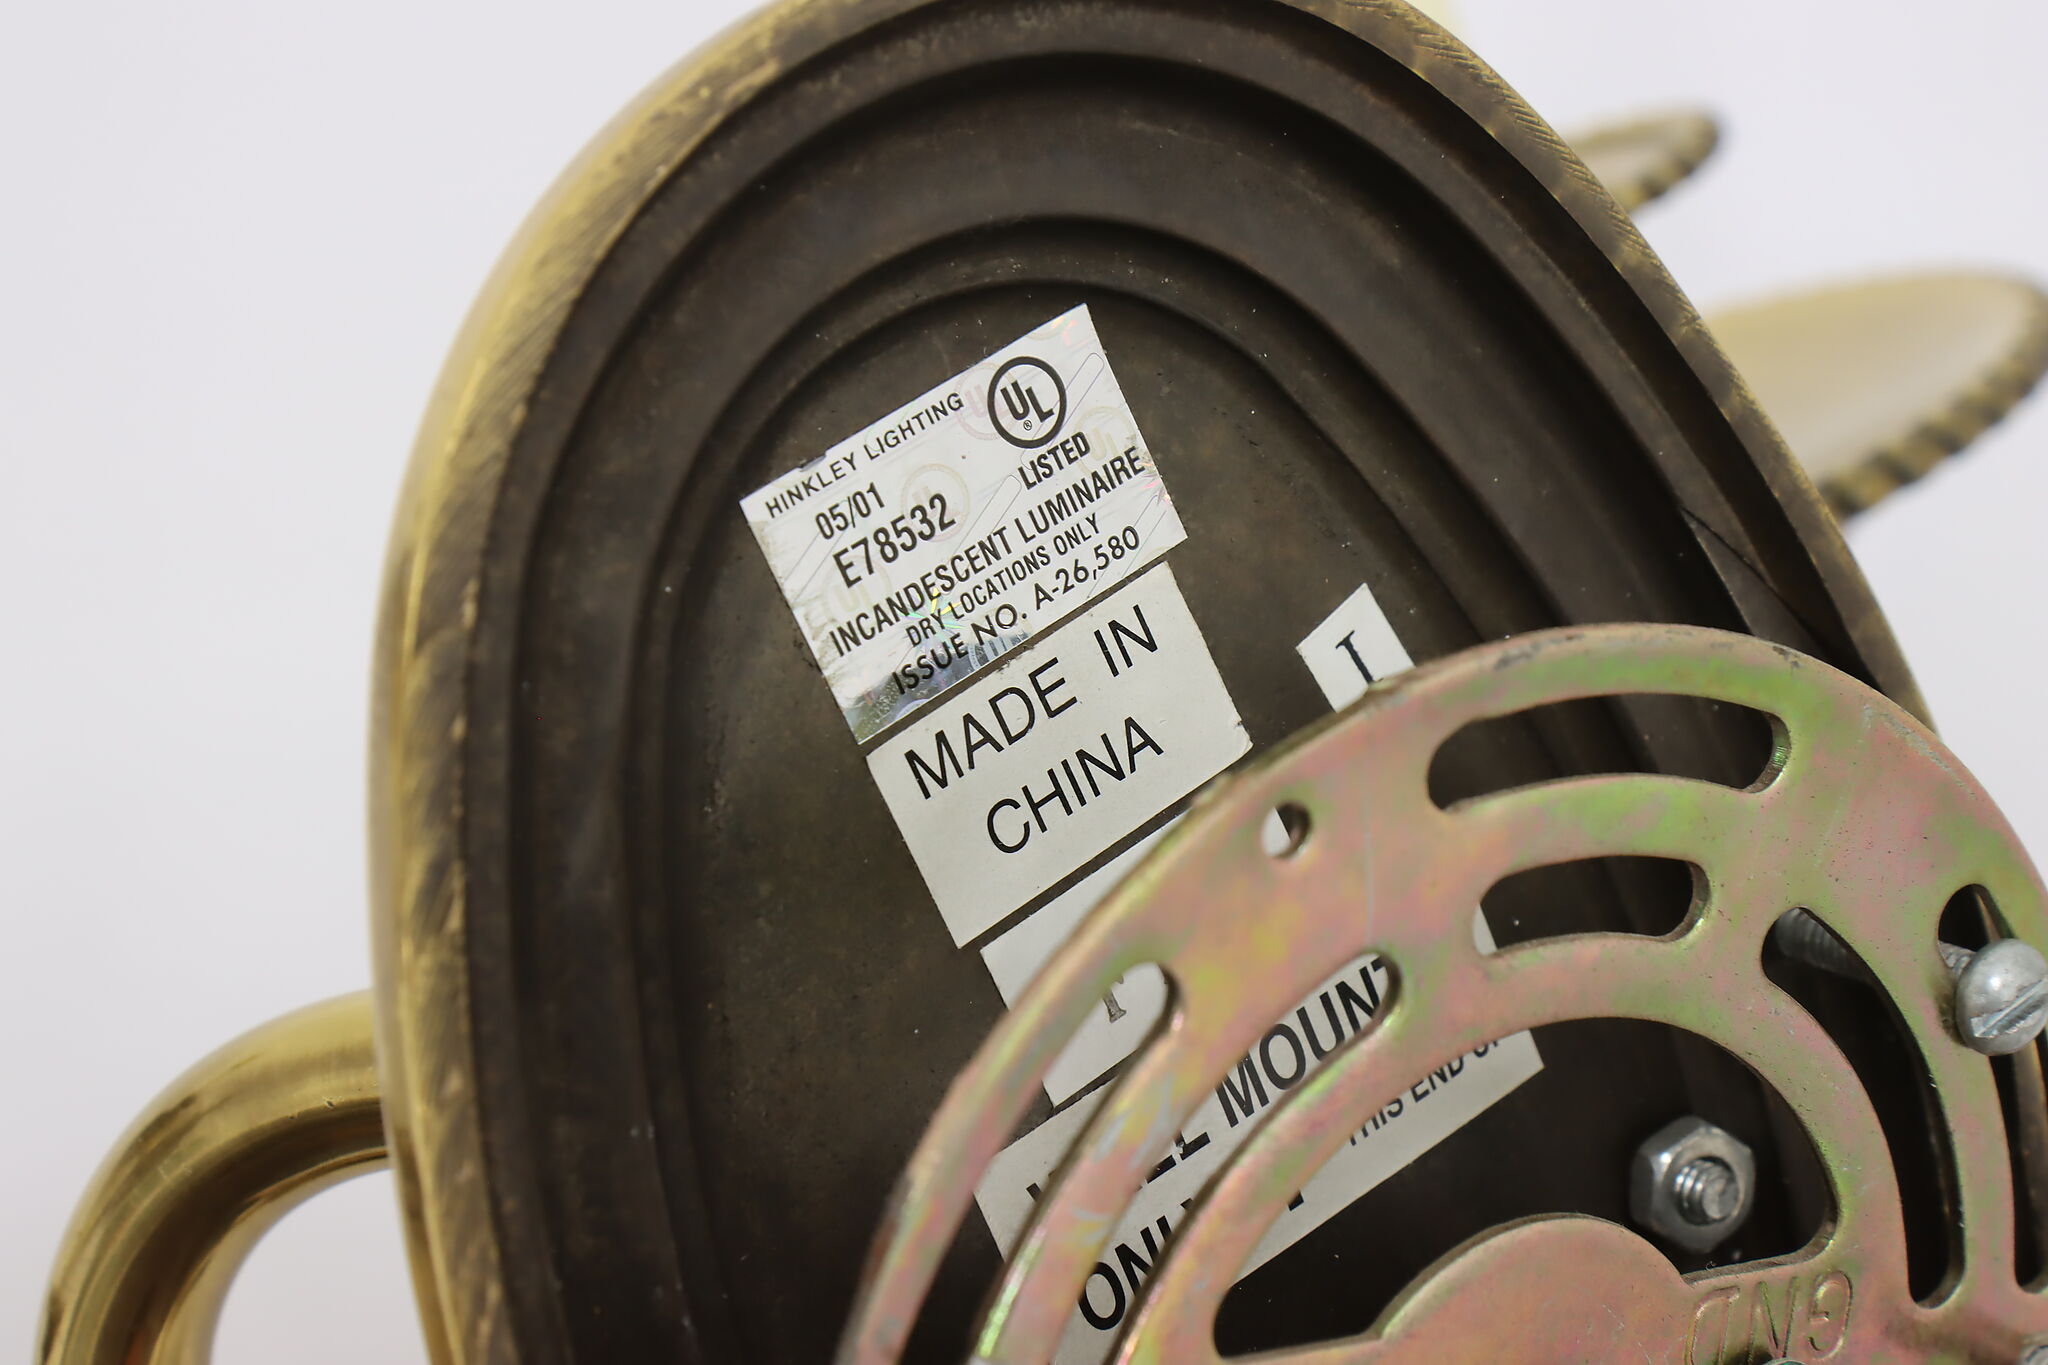 HINKLEY LIGHTING
UL
®
05/01
LISTED
E78532
INCANDESCENT LUMINAIRE
DRY LOCATIONS ONLY
ISSUE NO. A-26,580
MADE IN
CHINA
MOUNT
THIS END
ONLY
GND